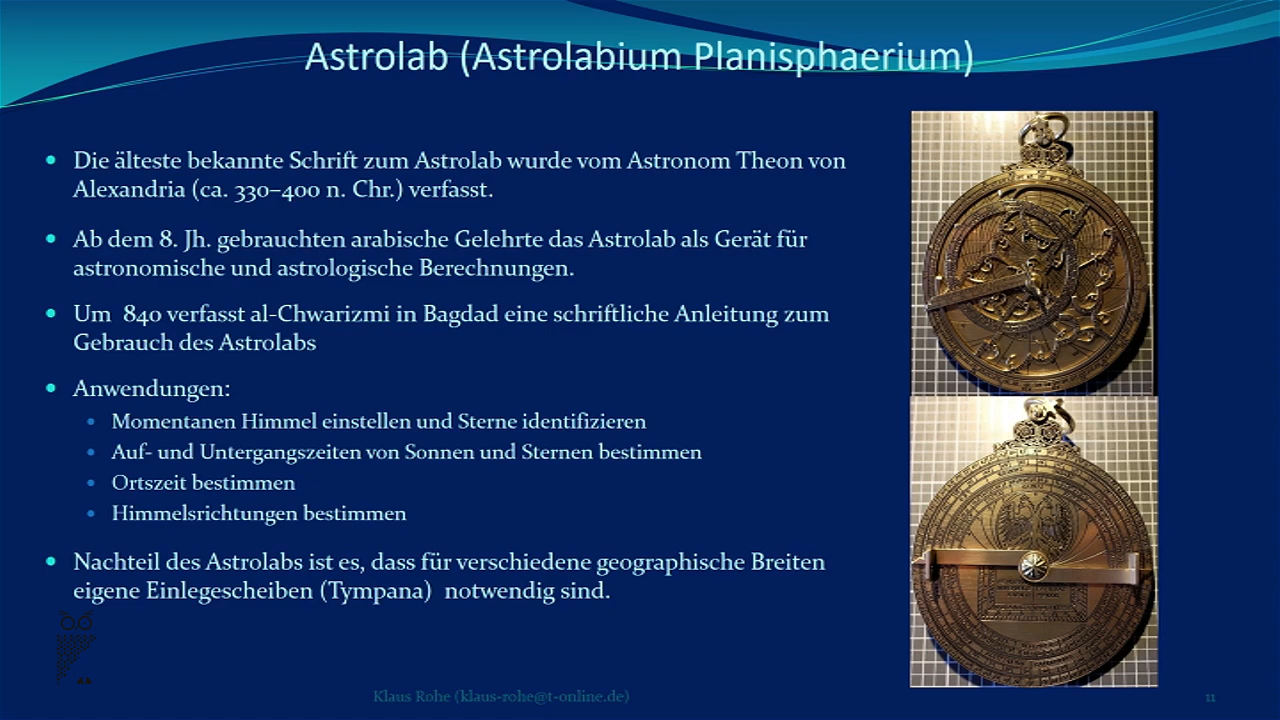 Astrolab (Astrolabium Planisphaerium)
Die älteste bekannte Schrift zum Astrolab wurde vom Astronom Theon von
Alexandria (ca. 330–400 n. Chr.) verfasst.
Ab dem 8. Jh. gebrauchten arabische Gelehrte das Astrolab als Gerät für
astronomische und astrologische Berechnungen.
Um  840 verfasst al-Chwarizmi in Bagdad eine schriftliche Anleitung zum
Gebrauch des Astrolabs
Anwendungen:
Momentanen Himmel einstellen und Sterne identifizieren
Auf- und Untergangszeiten von Sonnen und Sternen bestimmen
Ortszeit bestimmen
Himmelsrichtungen bestimmen
Nachteil des Astrolabs ist es, dass für verschiedene geographische Breiten
eigene Einlegescheiben (Tympana)  notwendig sind.
Klaus Rohe (klaus-rohe@t-online.de)
11